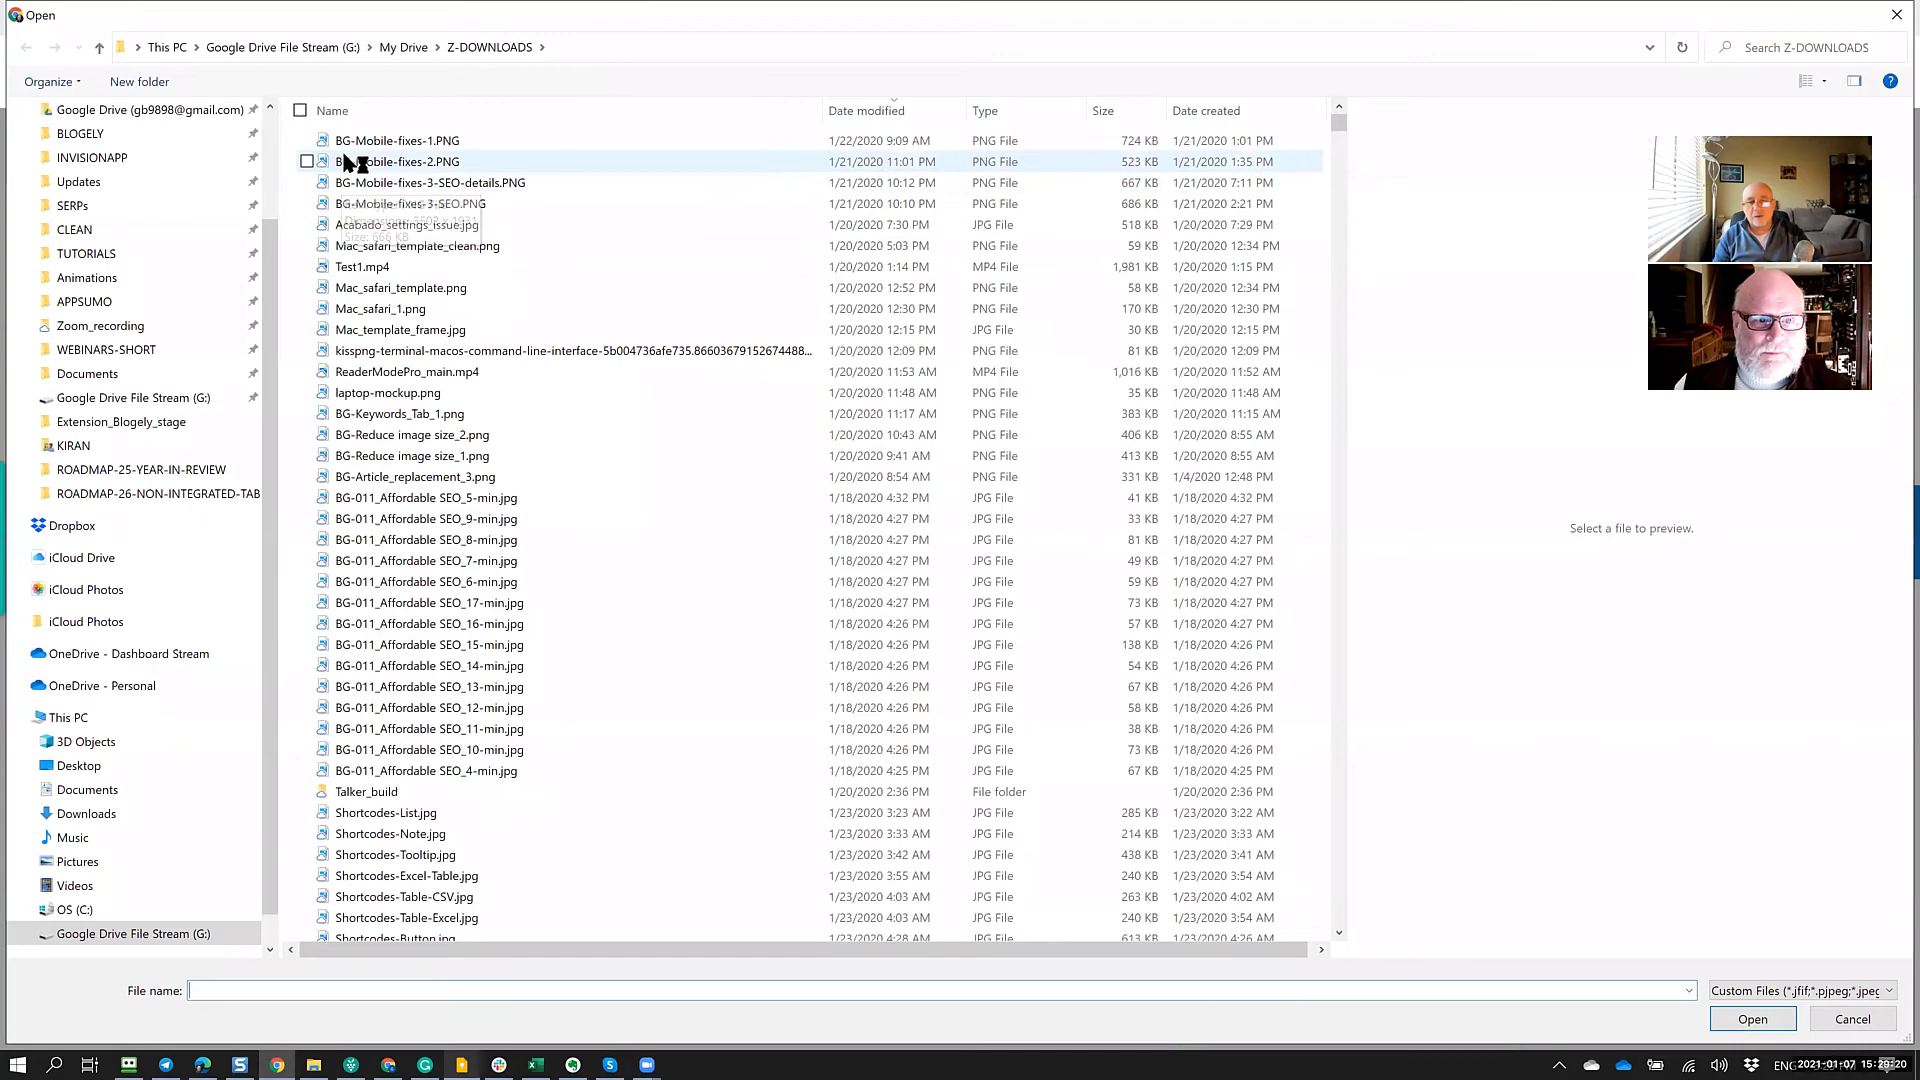 Open
This PC > Google Drive File Stream (G:) > My Drive > Z-DOWNLOADS >
Search Z-DOWNLOADS
Organize
New folder
Google Drive (gb9898@gmail.com)
BLOGELY
INVISIONAPP
Updates
SERPs
CLEAN
TUTORIALS
Animations
APPSUMO
Zoom_recording
WEBINARS-SHORT
Documents
Google Drive File Stream (G:)
Extension_Blogely_stage
KIRAN
ROADMAP-25-YEAR-IN-REVIEW
ROADMAP-26-NON-INTEGRATED-TAB
Dropbox
iCloud Drive
iCloud Photos
iCloud Photos
OneDrive - Dashboard Stream
OneDrive - Personal
This PC
3D Objects
Desktop
Documents
Downloads
Music
Pictures
Videos
OS (C:)
Google Drive File Stream (G:)
Name Date modified Type Size Date created
BG-Mobile-fixes-1.PNG 1/22/2020 9:09 AM PNG File 724 KB 1/21/2020 1:01 PM
obile-fixes-2.PNG 1/21/2020 11:01 PM PNG File 523 KB 1/21/2020 1:35 PM
BG-Mobile-fixes-3-SEO-details.PNG 1/21/2020 10:12 PM PNG File 667 KB 1/21/2020 7:11 PM
BG-Mobile-fixes-3-SEO.PNG 1/21/2020 10:10 PM PNG File 686 KB 1/21/2020 2:21 PM
Acabado_settings_issue.jpg 1/20/2020 7:30 PM JPG File 518 KB 1/20/2020 7:29 PM
Size: 666 KB
Mac_safari_template_clean.png 1/20/2020 5:03 PM PNG File 59 KB 1/20/2020 12:34 PM
Test1.mp4 1/20/2020 1:14 PM MP4 File 1,981 KB 1/20/2020 1:15 PM
Mac_safari_template.png 1/20/2020 12:52 PM PNG File 58 KB 1/20/2020 12:34 PM
Mac_safari_1.png 1/20/2020 12:30 PM PNG File 170 KB 1/20/2020 12:30 PM
Mac_template_frame.jpg 1/20/2020 12:15 PM JPG File 30 KB 1/20/2020 12:15 PM
kisspng-terminal-macos-command-line-interface-5b004736afe735.86603679152674488... 1/20/2020 12:09 PM PNG File 81 KB 1/20/2020 12:09 PM
ReaderModePro_main.mp4 1/20/2020 11:53 AM MP4 File 1,016 KB 1/20/2020 11:52 AM
laptop-mockup.png 1/20/2020 11:48 AM PNG File 35 KB 1/20/2020 11:48 AM
BG-Keywords_Tab_1.png 1/20/2020 11:17 AM PNG File 383 KB 1/20/2020 11:15 AM
BG-Reduce image size_2.png 1/20/2020 10:43 AM PNG File 406 KB 1/20/2020 8:55 AM
BG-Reduce image size_1.png 1/20/2020 9:41 AM PNG File 413 KB 1/20/2020 8:55 AM
BG-Article_replacement_3.png 1/20/2020 8:54 AM PNG File 331 KB 1/4/2020 12:48 PM
BG-011_Affordable SEO_5-min.jpg 1/18/2020 4:32 PM JPG File 41 KB 1/18/2020 4:32 PM
BG-011_Affordable SEO_9-min.jpg 1/18/2020 4:27 PM JPG File 33 KB 1/18/2020 4:27 PM
BG-011_Affordable SEO_8-min.jpg 1/18/2020 4:27 PM JPG File 81 KB 1/18/2020 4:27 PM
BG-011_Affordable SEO_7-min.jpg 1/18/2020 4:27 PM JPG File 49 KB 1/18/2020 4:27 PM
BG-011_Affordable SEO_6-min.jpg 1/18/2020 4:27 PM JPG File 59 KB 1/18/2020 4:27 PM
BG-011_Affordable SEO_17-min.jpg 1/18/2020 4:27 PM JPG File 73 KB 1/18/2020 4:27 PM
BG-011_Affordable SEO_16-min.jpg 1/18/2020 4:27 PM JPG File 57 KB 1/18/2020 4:27 PM
BG-011_Affordable SEO_15-min.jpg 1/18/2020 4:26 PM JPG File 138 KB 1/18/2020 4:26 PM
BG-011_Affordable SEO_14-min.jpg 1/18/2020 4:26 PM JPG File 54 KB 1/18/2020 4:26 PM
BG-011_Affordable SEO_13-min.jpg 1/18/2020 4:26 PM JPG File 67 KB 1/18/2020 4:26 PM
BG-011_Affordable SEO_12-min.jpg 1/18/2020 4:26 PM JPG File 58 KB 1/18/2020 4:26 PM
BG-011_Affordable SEO_11-min.jpg 1/18/2020 4:26 PM JPG File 38 KB 1/18/2020 4:26 PM
BG-011_Affordable SEO_10-min.jpg 1/18/2020 4:26 PM JPG File 73 KB 1/18/2020 4:26 PM
BG-011_Affordable SEO_4-min.jpg 1/18/2020 4:25 PM JPG File 67 KB 1/18/2020 4:25 PM
Talker_build 1/20/2020 2:36 PM File folder 1/20/2020 2:36 PM
Shortcodes-List.jpg 1/23/2020 3:23 AM JPG File 285 KB 1/23/2020 3:22 AM
Shortcodes-Note.jpg 1/23/2020 3:33 AM JPG File 214 KB 1/23/2020 3:33 AM
Shortcodes-Tooltip.jpg 1/23/2020 3:42 AM JPG File 438 KB 1/23/2020 3:41 AM
Shortcodes-Excel-Table.jpg 1/23/2020 3:55 AM JPG File 240 KB 1/23/2020 3:54 AM
Shortcodes-Table-CSV.jpg 1/23/2020 4:03 AM JPG File 263 KB 1/23/2020 4:02 AM
Shortcodes-Table-Excel.jpg 1/23/2020 4:03 AM JPG File 240 KB 1/23/2020 3:54 AM
Shortcodes-Button.jpg 1/23/2020 4:28 AM JPG File 613 KB 1/23/2020 4:26 AM
Select a file to preview.
File name:
Custom Files (*.jfif;*.pjpeg;*.jpeg
Open
Cancel
ENG
2021-01-07 15:29:20